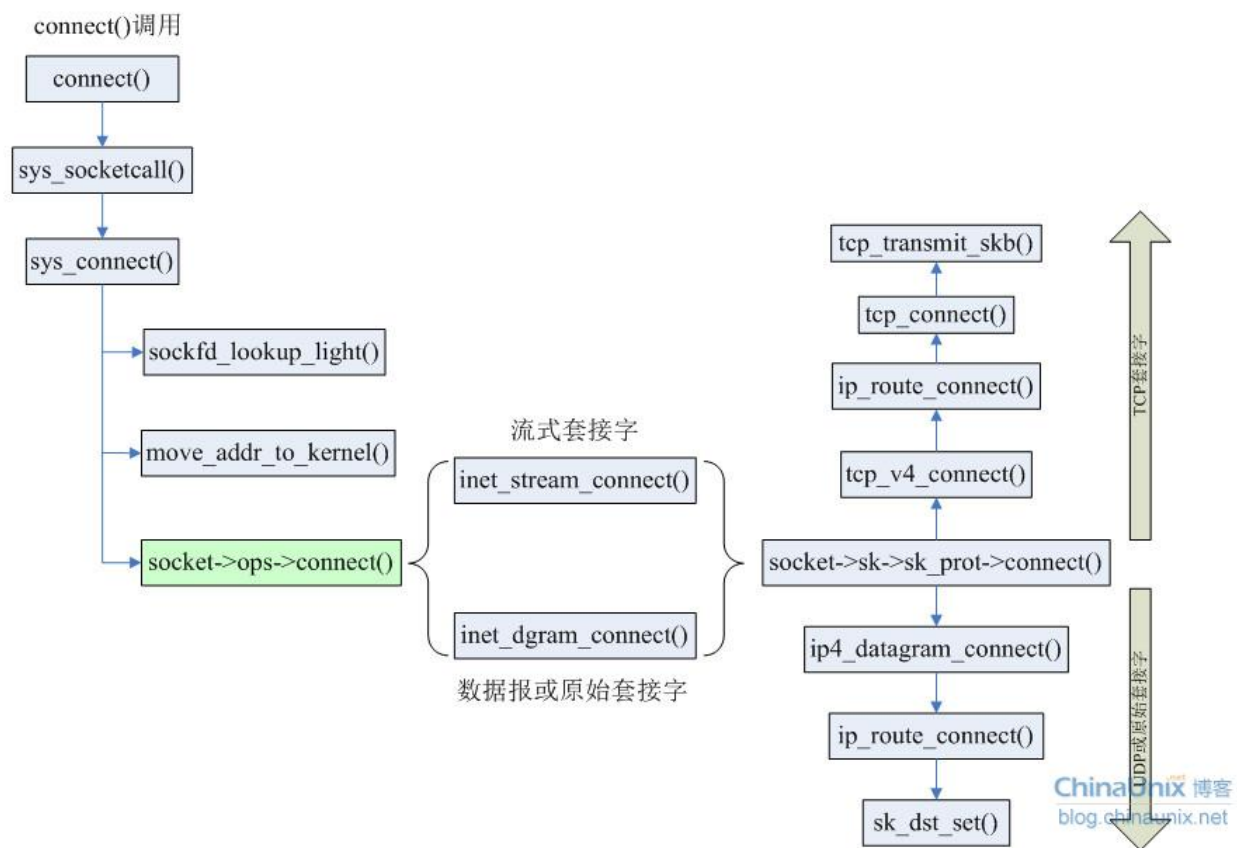 connect()调用
connect()
sys_socketcall()
sys_connect()
sockfd_lookup_light()
move_addr_to_kernel()
socket->ops->connect()
流式套接字
inet_stream_connect()
inet_dgram_connect()
数据报或原始套接字
tcp_transmit_skb()
tcp_connect()
ip_route_connect()
tcp_v4_connect()
socket->sk->sk_prot->connect()
ip4_datagram_connect()
ip_route_connect()
sk_dst_set()
TCP套接字
UDP或原始套接字
ChinaUnix.net 博客
blog.chinaunix.net